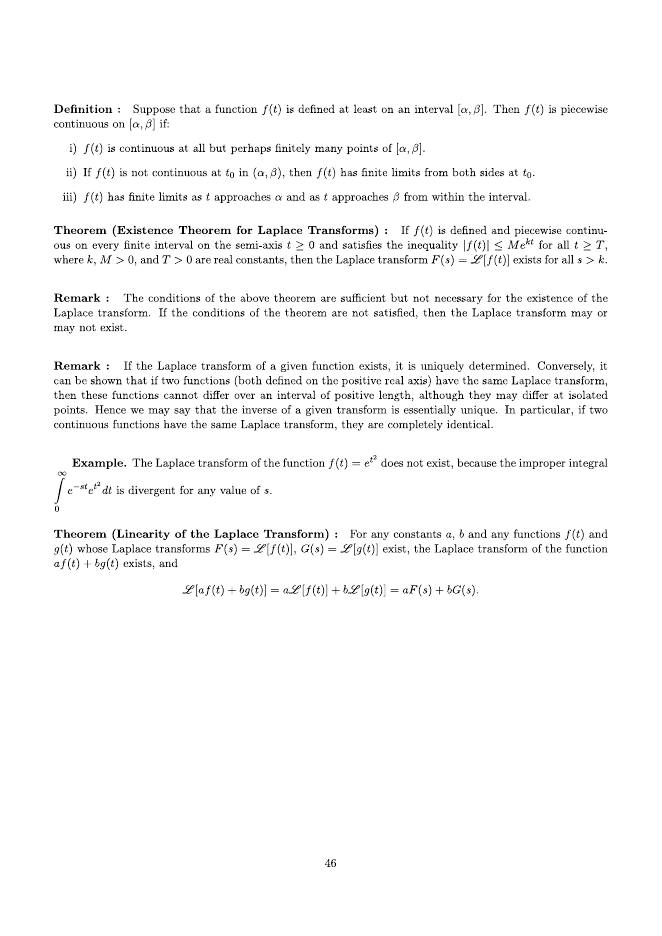 Definition : Suppose that a function f(t) is defined at least on an interval [α, β]. Then f(t) is piecewise
continuous on [α, β] if:
i) f(t) is continuous at all but perhaps finitely many points of [α, β].
ii) If f(t) is not continuous at t₀ in (α, β), then f(t) has finite limits from both sides at t₀.
iii) f(t) has finite limits as t approaches α and as t approaches β from within the interval.
Theorem (Existence Theorem for Laplace Transforms) : If f(t) is defined and piecewise continu-
ous on every finite interval on the semi-axis t ≥ 0 and satisfies the inequality |f(t)| ≤ Me^{kt} for all t ≥ T,
where k, M > 0, and T > 0 are real constants, then the Laplace transform F(s) = ℒ[f(t)] exists for all s > k.
Remark : The conditions of the above theorem are sufficient but not necessary for the existence of the
Laplace transform. If the conditions of the theorem are not satisfied, then the Laplace transform may or
may not exist.
Remark : If the Laplace transform of a given function exists, it is uniquely determined. Conversely, it
can be shown that if two functions (both defined on the positive real axis) have the same Laplace transform,
then these functions cannot differ over an interval of positive length, although they may differ at isolated
points. Hence we may say that the inverse of a given transform is essentially unique. In particular, if two
continuous functions have the same Laplace transform, they are completely identical.
Example. The Laplace transform of the function f(t) = e^{t²} does not exist, because the improper integral
∫₀^∞ e^{−st}e^{t²} dt is divergent for any value of s.
Theorem (Linearity of the Laplace Transform) : For any constants a, b and any functions f(t) and
g(t) whose Laplace transforms F(s) = ℒ[f(t)], G(s) = ℒ[g(t)] exist, the Laplace transform of the function
af(t) + bg(t) exists, and
ℒ[af(t) + bg(t)] = aℒ[f(t)] + bℒ[g(t)] = aF(s) + bG(s).
46